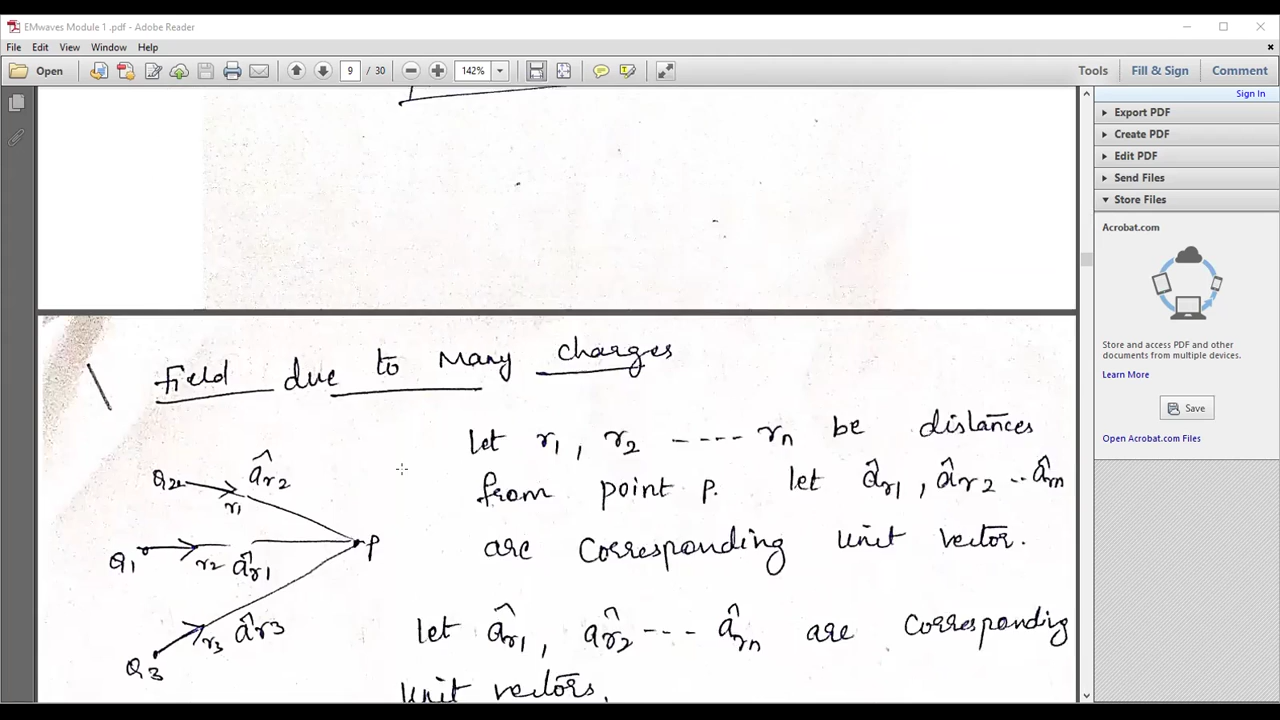 EMwaves Module 1 .pdf - Adobe Reader
File Edit View Window Help
Open 9 / 30 142% Tools Fill & Sign Comment
Sign In
Export PDF
Create PDF
Edit PDF
Send Files
Store Files
Acrobat.com
Store and access PDF and other
documents from multiple devices.
Learn More
Save
Open Acrobat.com Files
Field due to Many charges
Let r1, r2 ---- rn be distances
from point P. let âr1, âr2 .. ârn
are corresponding unit vector.
Q2 âr2
r1
Q1 r2 âr1 P
r3 âr3
Q3
Let âr1, âr2 --- ârn are corresponding
unit vectors.